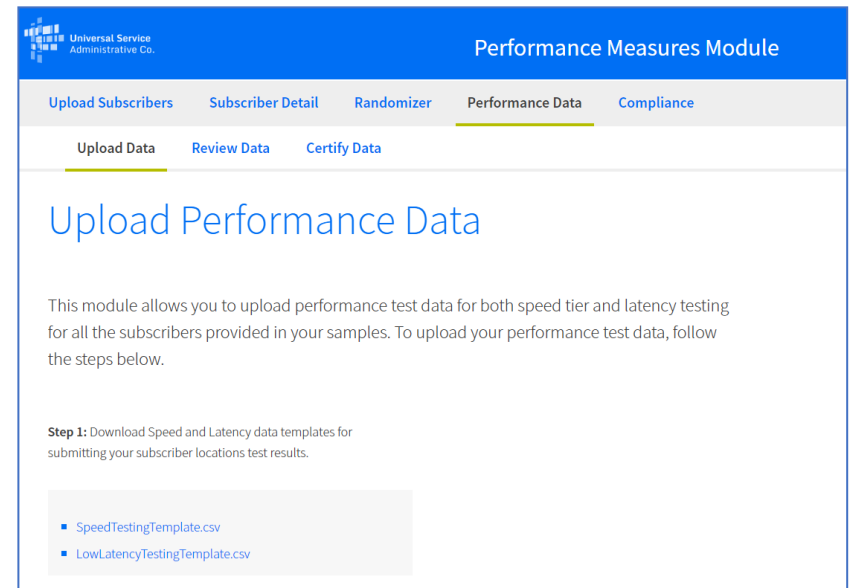 Universal Service
Administrative Co.
Performance Measures Module
Upload Subscribers Subscriber Detail Randomizer Performance Data Compliance
Upload Data Review Data Certify Data
Upload Performance Data
This module allows you to upload performance test data for both speed tier and latency testing
for all the subscribers provided in your samples. To upload your performance test data, follow
the steps below.
Step 1: Download Speed and Latency data templates for
submitting your subscriber locations test results.
SpeedTestingTemplate.csv
LowLatencyTestingTemplate.csv